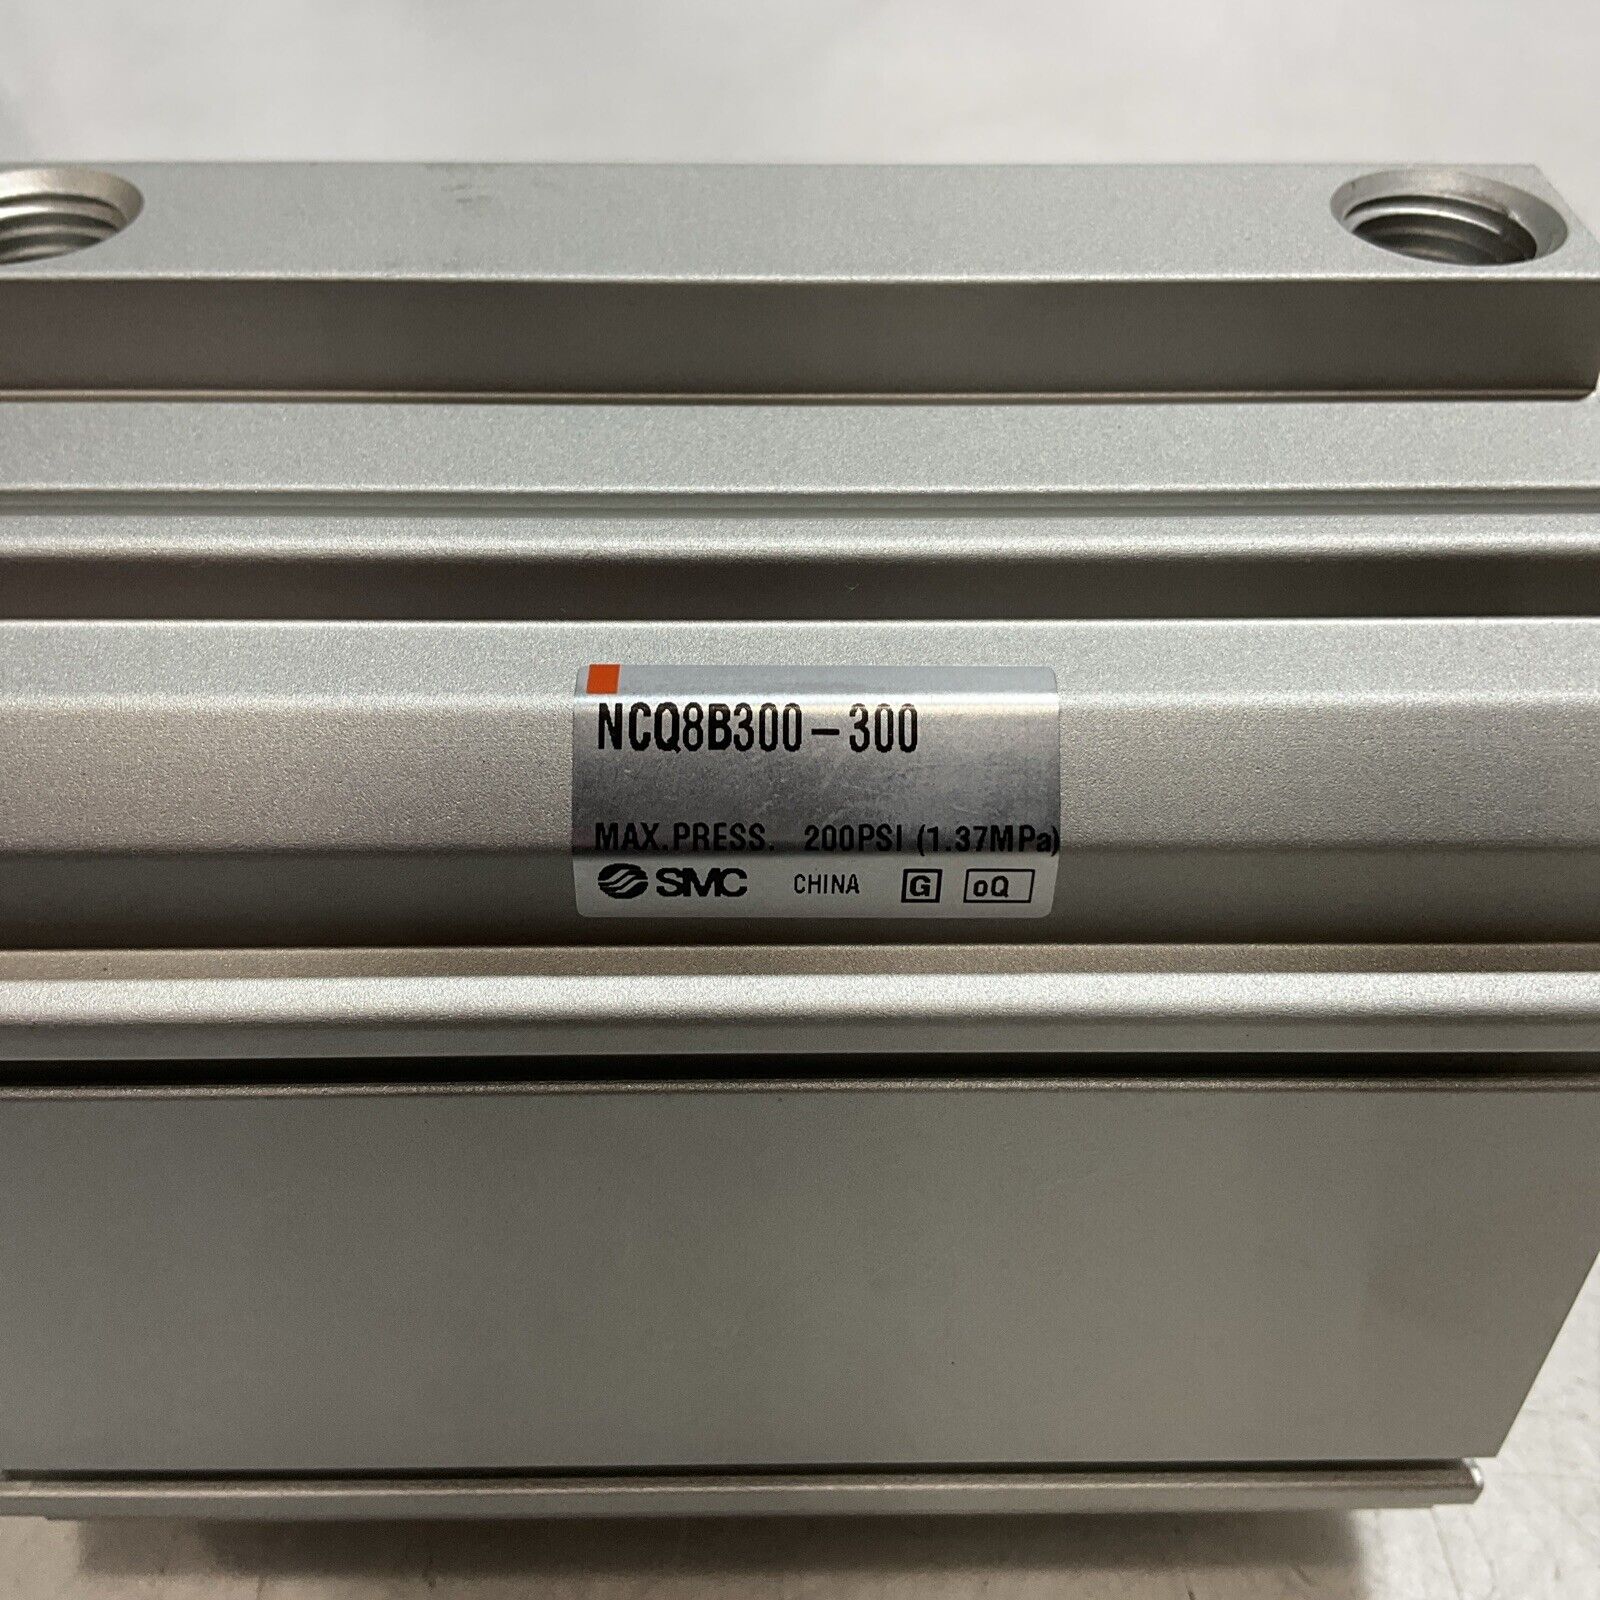 NCQ8B300-300
MAX.PRESS. 200PSI (1.37MPa)
SMC CHINA G oQ